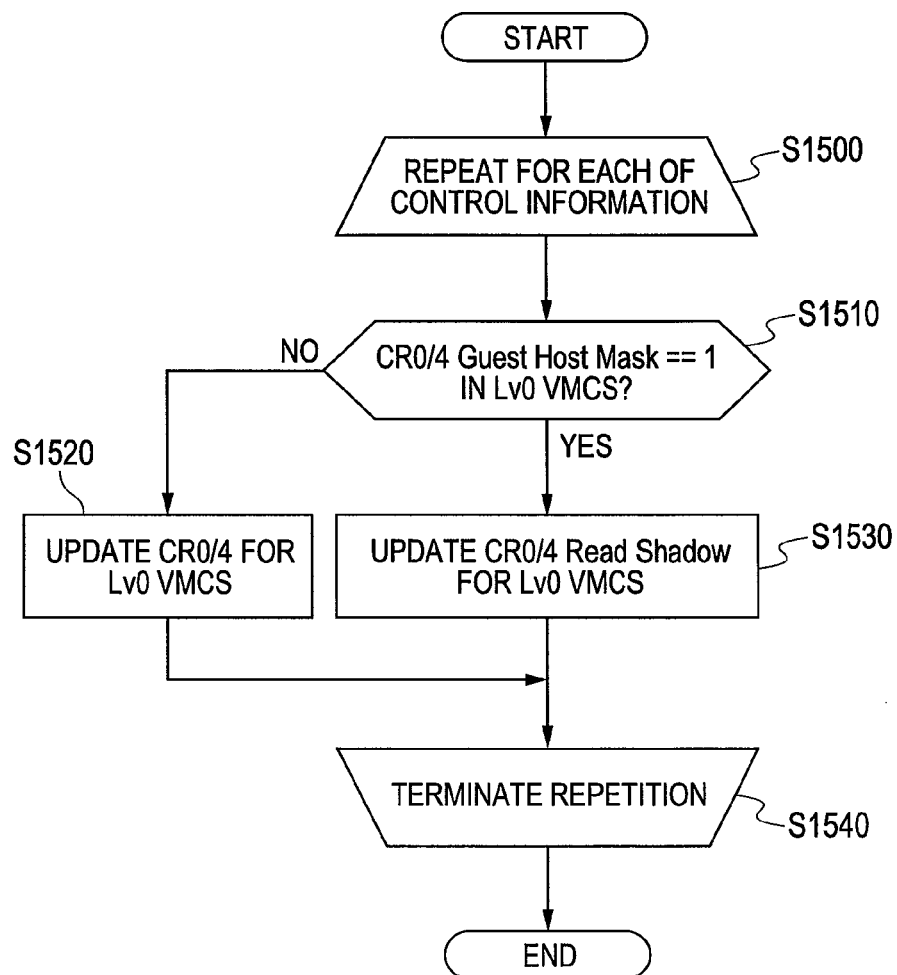 START
REPEAT FOR EACH OF
CONTROL INFORMATION
S1500
CR0/4 Guest Host Mask == 1
IN Lv0 VMCS?
S1510
NO
YES
S1520
UPDATE CR0/4 FOR
Lv0 VMCS
UPDATE CR0/4 Read Shadow
FOR Lv0 VMCS
S1530
TERMINATE REPETITION
S1540
END